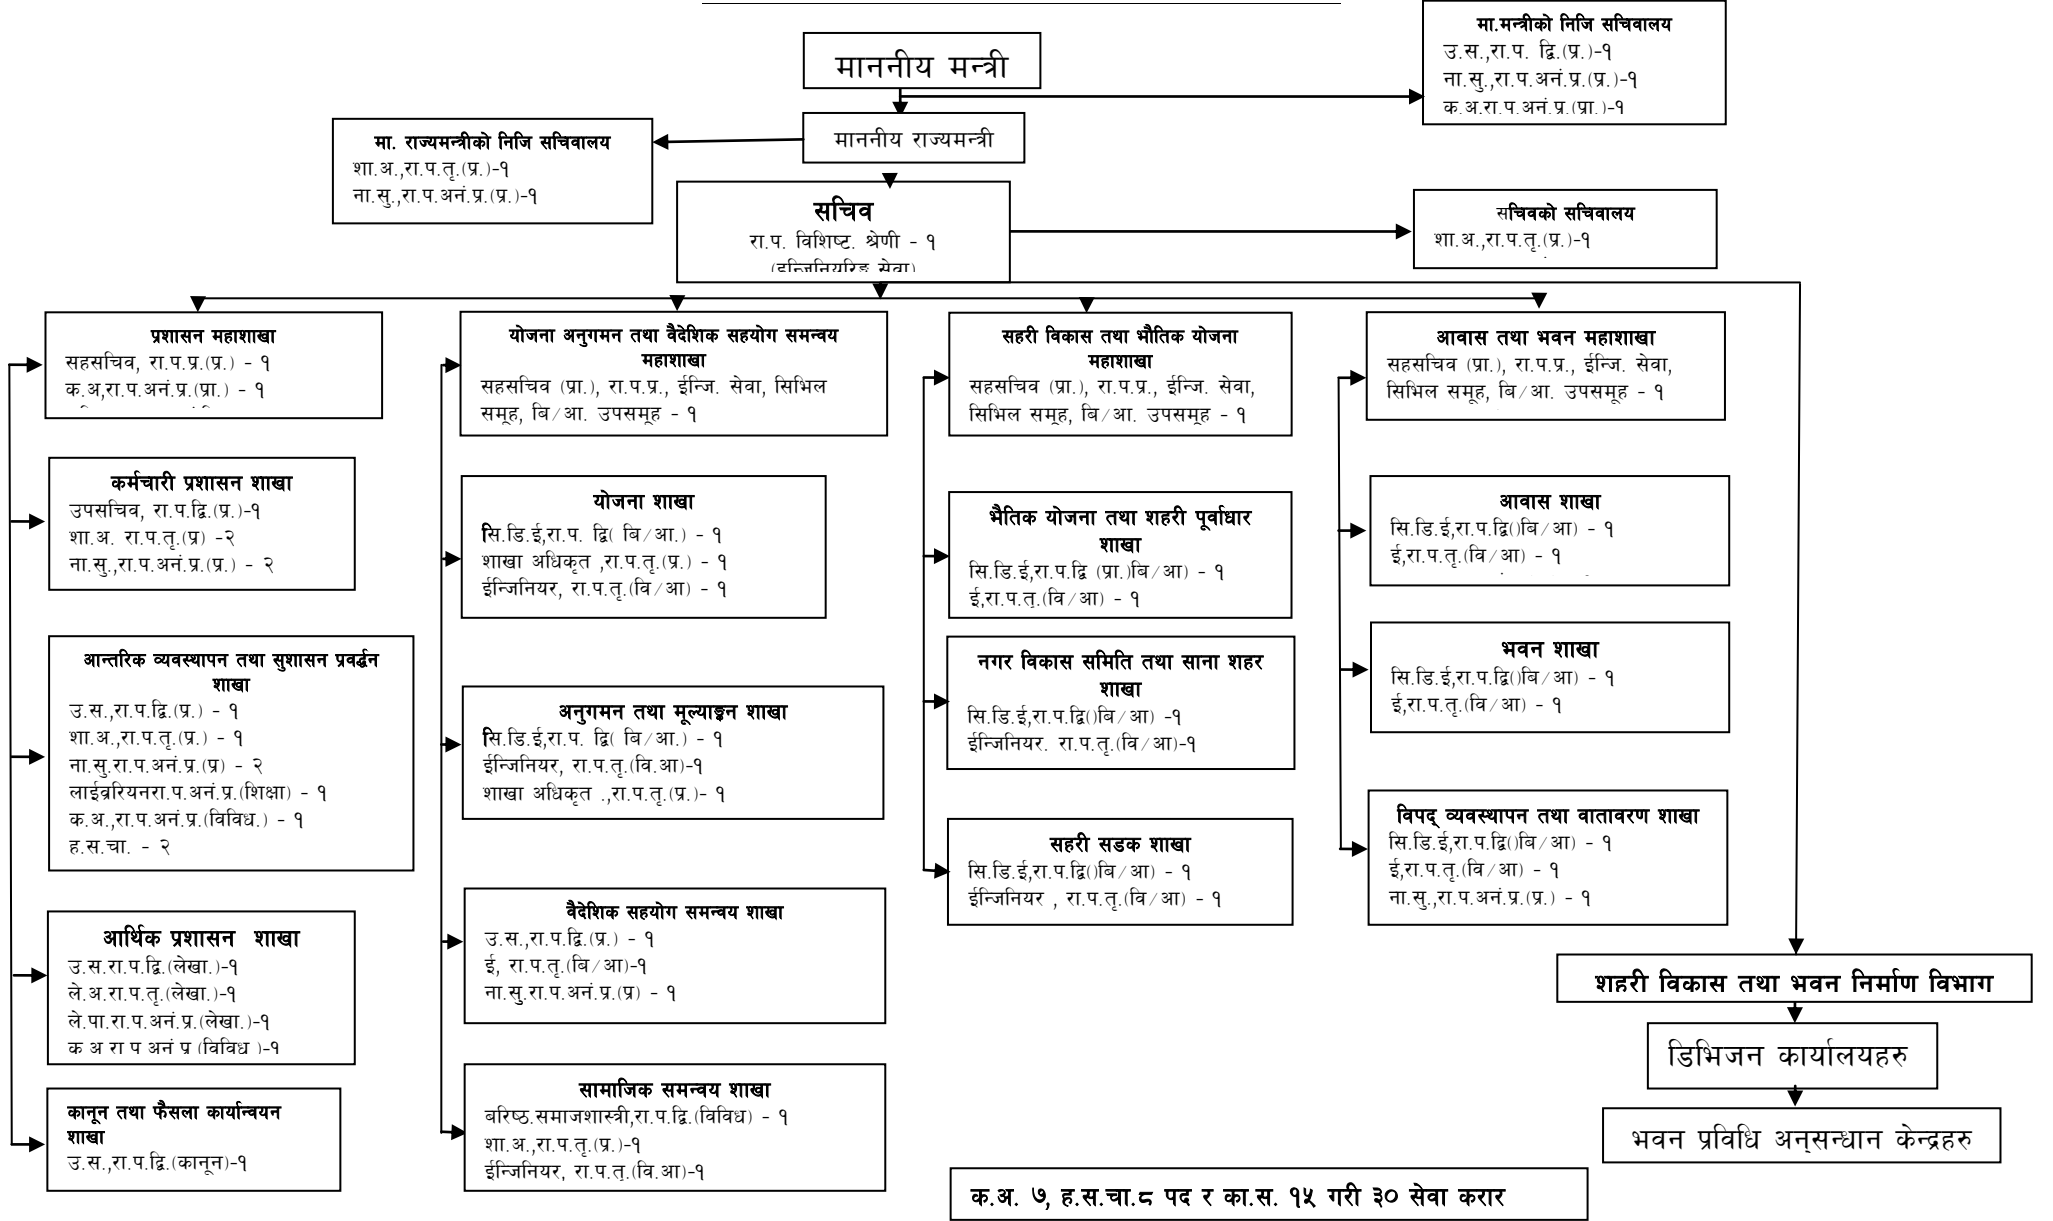 मा.मन्त्रीको निजि सचिवालय
उ.स.,रा.प. द्वि.(प्र.)-१
ना.सु.,रा.प.अनं.प्र.(प्र.)-१
क.अ.रा.प.अनं.प्र.(प्रा.)-१
माननीय मन्त्री
माननीय राज्यमन्त्री
मा. राज्यमन्त्रीको निजि सचिवालय
शा.अ.,रा.प.तृ.(प्र.)-१
ना.सु.,रा.प.अनं.प्र.(प्र.)-१
सचिव
रा.प. विशिष्ट. श्रेणी - १
(इन्जिनियरिङ्ग सेवा)
सचिवको सचिवालय
शा.अ.,रा.प.तृ.(प्र.)-१
प्रशासन महाशाखा
सहसचिव, रा.प.प्र.(प्र.) - १
क.अ,रा.प.अनं.प्र.(प्रा.) - १
कर्मचारी प्रशासन शाखा
उपसचिव, रा.प.द्वि.(प्र.)-१
शा.अ. रा.प.तृ.(प्र) -२
ना.सु.,रा.प.अनं.प्र.(प्र.) - २
आन्तरिक व्यवस्थापन तथा सुशासन प्रवर्द्धन
शाखा
उ.स.,रा.प.द्वि.(प्र.) - १
शा.अ.,रा.प.तृ.(प्र.) - १
ना.सु.रा.प.अनं.प्र.(प्र) - २
लाईव्ररियनरा.प.अनं.प्र.(शिक्षा) - १
क.अ.,रा.प.अनं.प्र.(विविध.) - १
ह.स.चा. - २
आर्थिक प्रशासन शाखा
उ.स.रा.प.द्वि.(लेखा.)-१
ले.अ.रा.प.तृ.(लेखा.)-१
ले.पा.रा.प.अनं.प्र.(लेखा.)-१
क अ रा प अनं प्र (विविध )-१
कानून तथा फैसला कार्यान्वयन
शाखा
उ.स.,रा.प.द्वि.(कानून)-१
योजना अनुगमन तथा वैदेशिक सहयोग समन्वय
महाशाखा
सहसचिव (प्रा.), रा.प.प्र., ईन्जि. सेवा, सिभिल
समूह, बि/आ. उपसमूह - १
योजना शाखा
सि.डि.ई,रा.प. द्वि( बि/आ.) - १
शाखा अधिकृत ,रा.प.तृ.(प्र.) - १
ईन्जिनियर, रा.प.तृ.(वि/आ) - १
अनुगमन तथा मूल्याङ्कन शाखा
सि.डि.ई,रा.प. द्वि( बि/आ.) - १
ईन्जिनियर, रा.प.तृ.(वि.आ)-१
शाखा अधिकृत .,रा.प.तृ.(प्र.)- १
वैदेशिक सहयोग समन्वय शाखा
उ.स.,रा.प.द्वि.(प्र.) - १
ई, रा.प.तृ.(बि/आ)-१
ना.सु.रा.प.अनं.प्र.(प्र) - १
सामाजिक समन्वय शाखा
बरिष्ठ.समाजशास्त्री,रा.प.द्वि.(विविध) - १
शा.अ.,रा.प.तृ.(प्र.)-१
ईन्जिनियर, रा.प.तृ.(वि.आ)-१
सहरी विकास तथा भौतिक योजना
महाशाखा
सहसचिव (प्रा.), रा.प.प्र., ईन्जि. सेवा,
सिभिल समूह, बि/आ. उपसमूह - १
भैतिक योजना तथा शहरी पूर्वाधार
शाखा
सि.डि.ई,रा.प.द्वि (प्रा.)बि/आ) - १
ई,रा.प.तृ.(वि/आ) - १
नगर विकास समिति तथा साना शहर
शाखा
सि.डि.ई,रा.प.द्वि()बि/आ) -१
ईन्जिनियर. रा.प.तृ.(वि/आ)-१
सहरी सडक शाखा
सि.डि.ई,रा.प.द्वि()बि/आ) - १
ईन्जिनियर , रा.प.तृ.(वि/आ) - १
आवास तथा भवन महाशाखा
सहसचिव (प्रा.), रा.प.प्र., ईन्जि. सेवा,
सिभिल समूह, बि/आ. उपसमूह - १
आवास शाखा
सि.डि.ई,रा.प.द्वि()बि/आ) - १
ई,रा.प.तृ.(वि/आ) - १
भवन शाखा
सि.डि.ई,रा.प.द्वि()बि/आ) - १
ई,रा.प.तृ.(वि/आ) - १
विपद् व्यवस्थापन तथा वातावरण शाखा
सि.डि.ई,रा.प.द्वि()बि/आ) - १
ई,रा.प.तृ.(वि/आ) - १
ना.सु.,रा.प.अनं.प्र.(प्र.) - १
शहरी विकास तथा भवन निर्माण विभाग
डिभिजन कार्यालयहरु
भवन प्रविधि अनुसन्धान केन्द्रहरु
क.अ. ७, ह.स.चा.८ पद र का.स. १५ गरी ३० सेवा करार